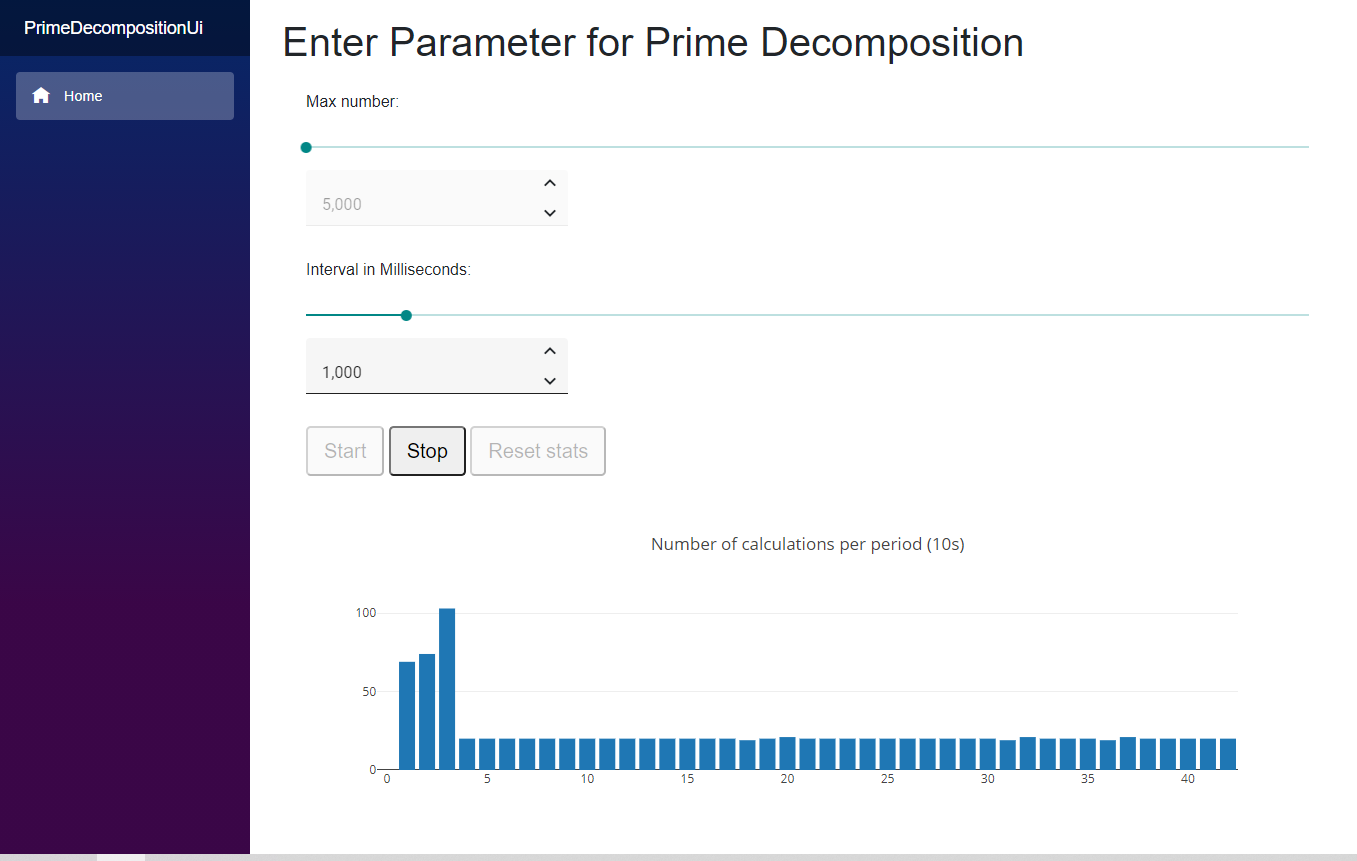 PrimeDecompositionUi
Home
Enter Parameter for Prime Decomposition
Max number:
5,000
Interval in Milliseconds:
1,000
Start Stop Reset stats
Number of calculations per period (10s)
100
50
0
0 5 10 15 20 25 30 35 40